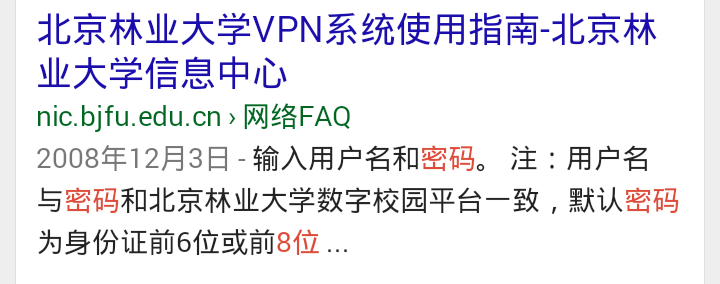 北京林业大学VPN系统使用指南-北京林
业大学信息中心
nic.bjfu.edu.cn › 网络FAQ
2008年12月3日 - 输入用户名和密码。 注：用户名
与密码和北京林业大学数字校园平台一致，默认密码
为身份证前6位或前8位 ...